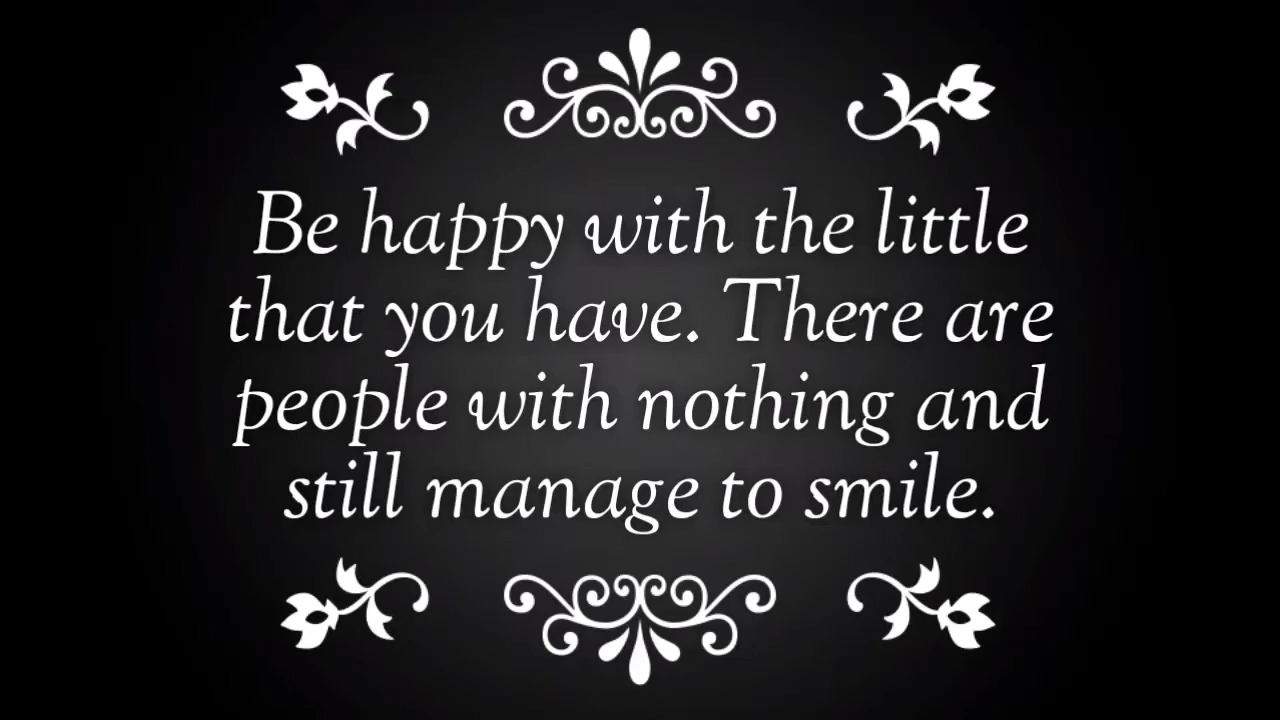 Be happy with the little
that you have. There are
people with nothing and
still manage to smile.